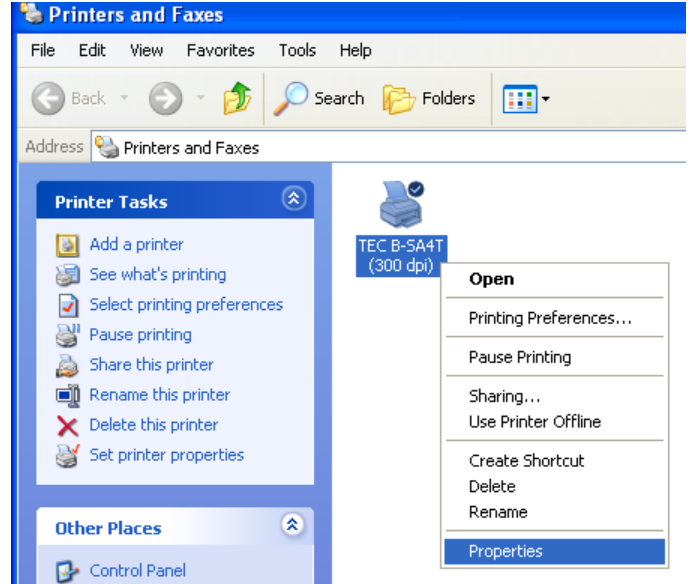 Printers and Faxes
File Edit View Favorites Tools Help
Back Search Folders
Address Printers and Faxes
Printer Tasks
Add a printer
See what's printing
Select printing preferences
Pause printing
Share this printer
Rename this printer
Delete this printer
Set printer properties
Other Places
Control Panel
TEC B-SA4T
(300 dpi)
Open
Printing Preferences...
Pause Printing
Sharing...
Use Printer Offline
Create Shortcut
Delete
Rename
Properties